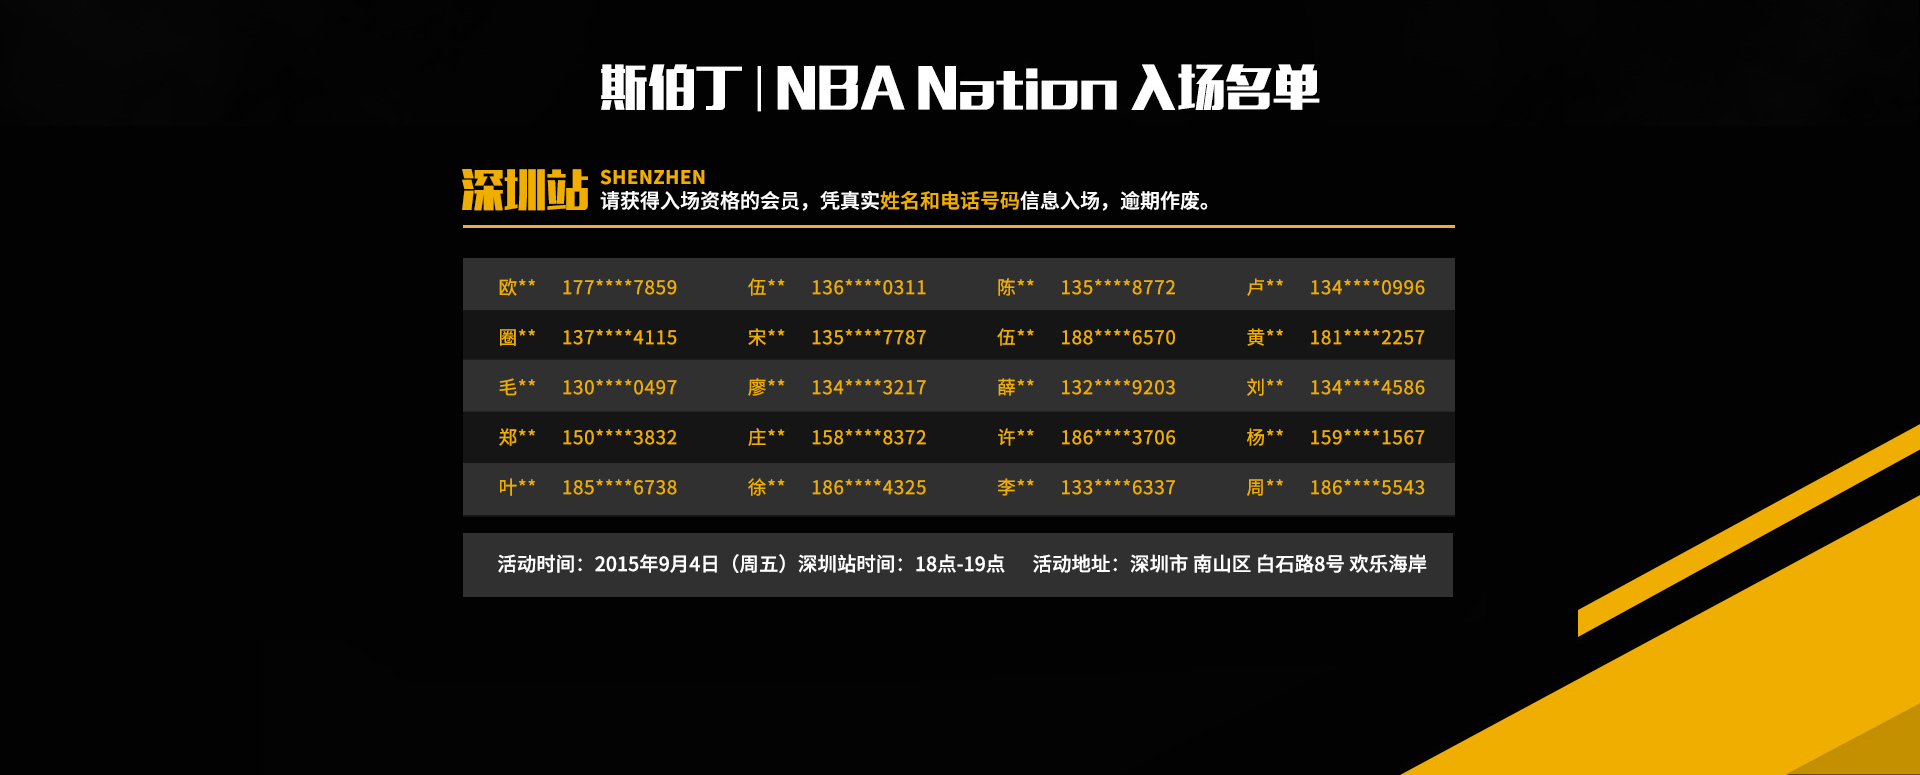 斯伯丁 | NBA Nation 入场名单
深圳站 SHENZHEN
请获得入场资格的会员，凭真实姓名和电话号码信息入场，逾期作废。
欧** 177****7859 伍** 136****0311 陈** 135****8772 卢** 134****0996
圈** 137****4115 宋** 135****7787 伍** 188****6570 黄** 181****2257
毛** 130****0497 廖** 134****3217 薛** 132****9203 刘** 134****4586
郑** 150****3832 庄** 158****8372 许** 186****3706 杨** 159****1567
叶** 185****6738 徐** 186****4325 李** 133****6337 周** 186****5543
活动时间：2015年9月4日（周五）深圳站时间：18点-19点 活动地址：深圳市 南山区 白石路8号 欢乐海岸